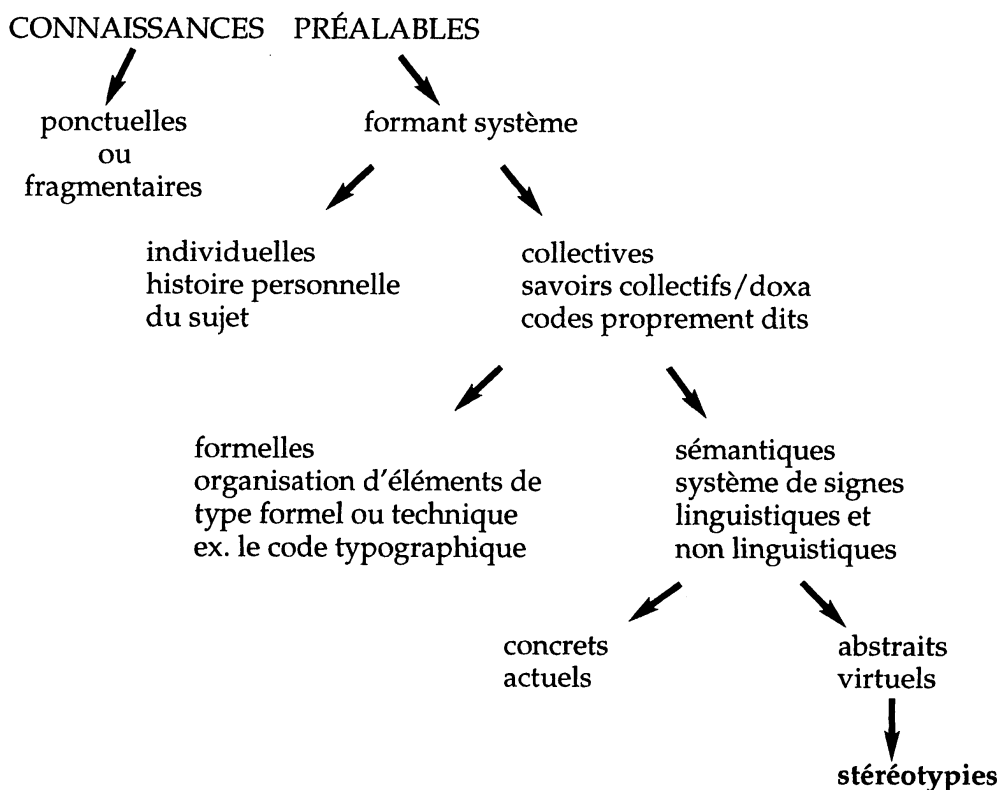 CONNAISSANCES PRÉALABLES
ponctuelles
ou
fragmentaires
formant système
individuelles
histoire personnelle
du sujet
collectives
savoirs collectifs/doxa
codes proprement dits
formelles
organisation d'éléments de
type formel ou technique
ex. le code typographique
sémantiques
système de signes
linguistiques et
non linguistiques
concrets
actuels
abstraits
virtuels
stéréotypies